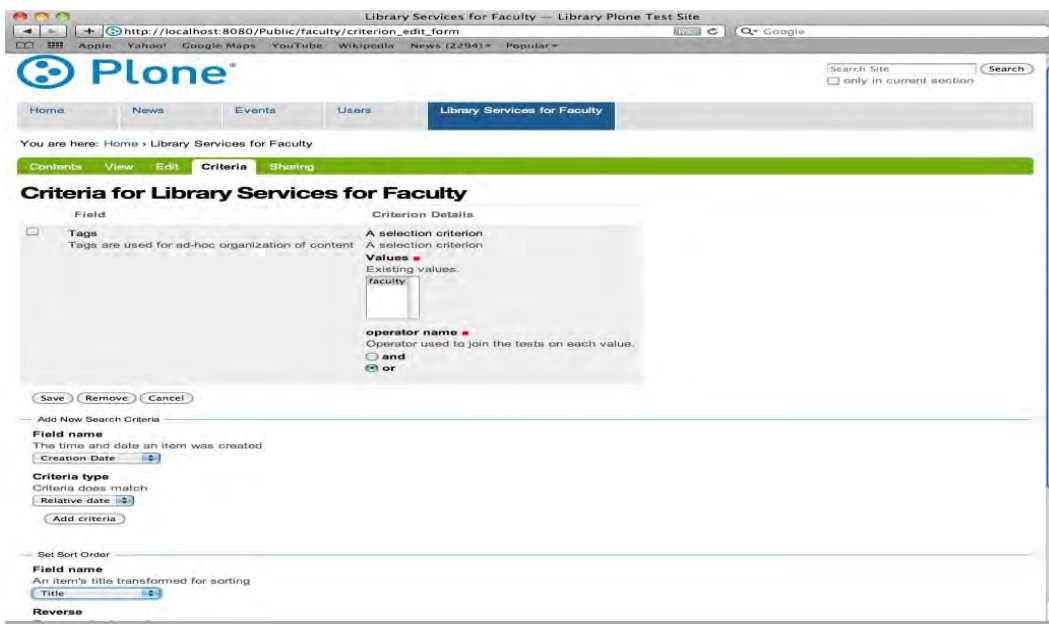 Library Services for Faculty — Library Plone Test Site
http://localhost:8080/Public/faculty/criterion_edit_form
Google
Apple Yahoo! Google Maps YouTube Wikipedia News (2294) Popular
Plone
Search Site
Search
only in current section
Home News Events Users Library Services for Faculty
You are here: Home › Library Services for Faculty
Contents View Edit Criteria Sharing
Criteria for Library Services for Faculty
Field Criterion Details
Tags A selection criterion
Tags are used for ad-hoc organization of content A selection criterion
Values
Existing values.
faculty
operator name
Operator used to join the tests on each value.
and
or
Save Remove Cancel
Add New Search Criteria
Field name
The time and date an item was created
Creation Date
Criteria type
Criteria does match
Relative date
Add criteria
Set Sort Order
Field name
An item's title transformed for sorting
Title
Reverse